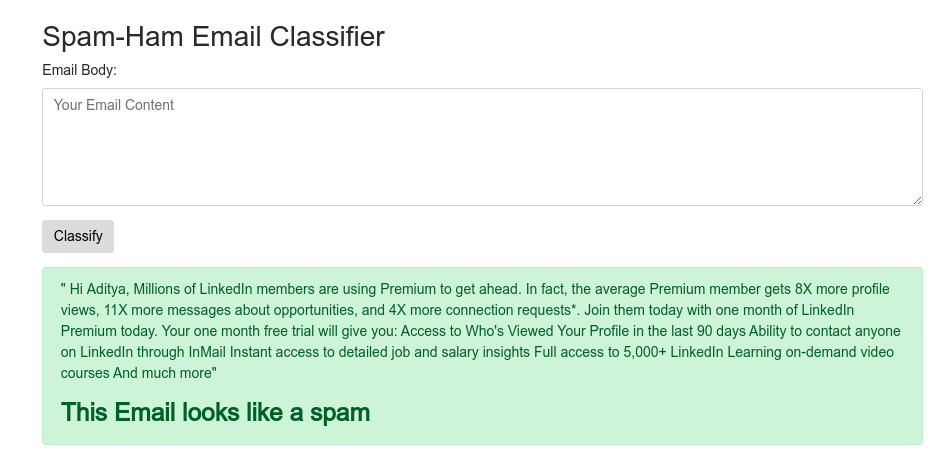 Spam-Ham Email Classifier
Email Body:
Your Email Content
Classify
" Hi Aditya, Millions of LinkedIn members are using Premium to get ahead. In fact, the average Premium member gets 8X more profile
views, 11X more messages about opportunities, and 4X more connection requests*. Join them today with one month of LinkedIn
Premium today. Your one month free trial will give you: Access to Who's Viewed Your Profile in the last 90 days Ability to contact anyone
on LinkedIn through InMail Instant access to detailed job and salary insights Full access to 5,000+ LinkedIn Learning on-demand video
courses And much more"
This Email looks like a spam